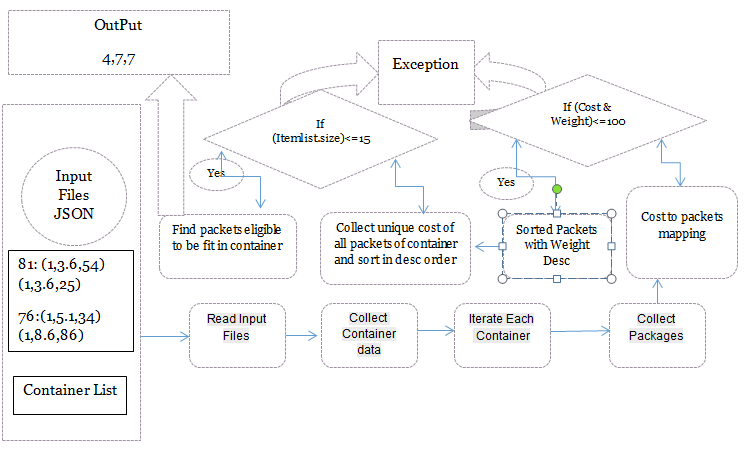 OutPut
4,7,7
Exception
If
(Itemlist.size)<=15
If (Cost &
Weight)<=100
Yes
Yes
Input
Files
JSON
Find packets eligible
to be fit in container
Collect unique cost of
all packets of container
and sort in desc order
Sorted Packets
with Weight
Desc
Cost to packets
mapping
81: (1,3.6,54)
(1,3.6,25)
76:(1,5.1,34)
(1,8.6,86)
Read Input
Files
Collect
Container
data
Iterate Each
Container
Collect
Packages
Container List